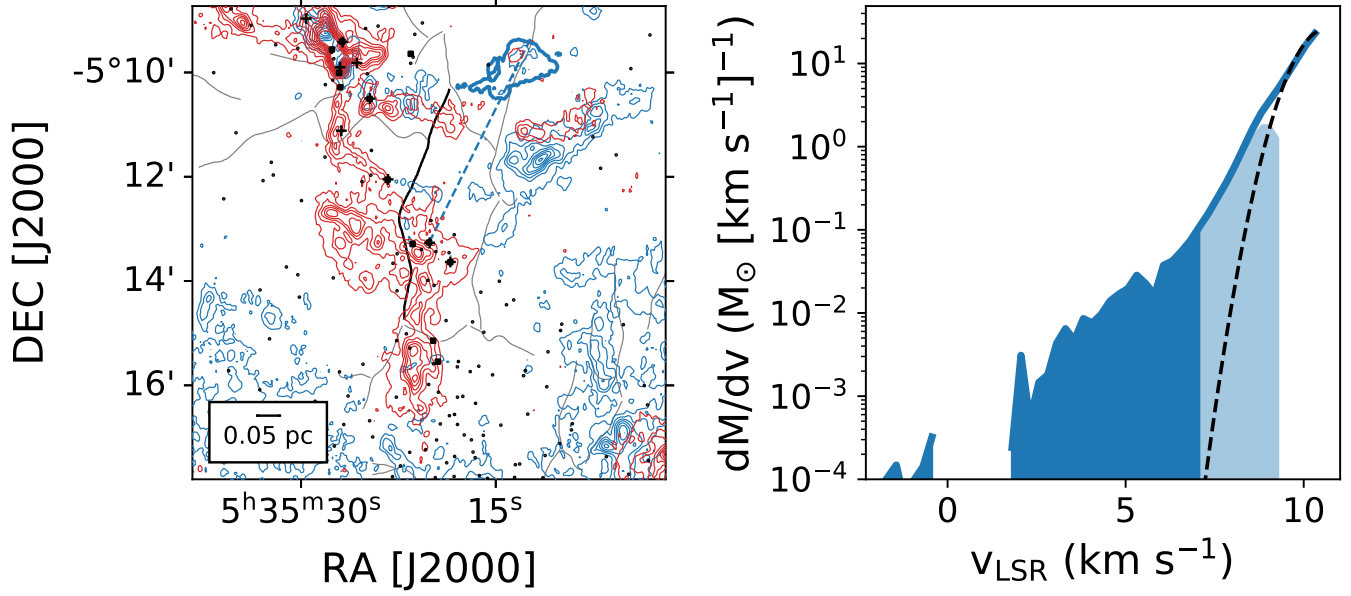 DEC [J2000]
-5°10'
12'
14'
16'
0.05 pc
5ʰ35ᵐ30ˢ
15ˢ
RA [J2000]
dM/dv (M⊙ [km s⁻¹]⁻¹)
10¹
10⁰
10⁻¹
10⁻²
10⁻³
10⁻⁴
0
5
10
v_LSR (km s⁻¹)